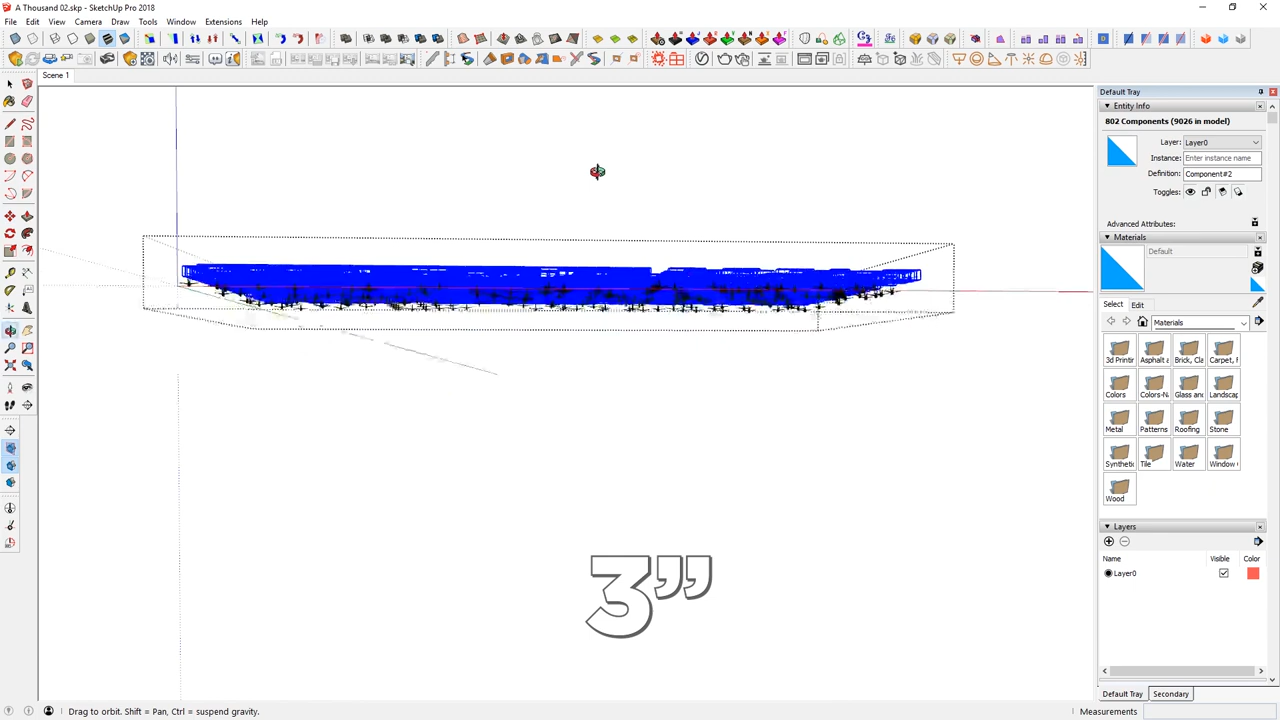 A Thousand 02.skp - SketchUp Pro 2018
File Edit View Camera Draw Tools Window Extensions Help
Scene 1
Default Tray
Entity Info
802 Components (9026 in model)
Layer: Layer0
Instance: Enter instance name
Definition: Component#2
Toggles:
Advanced Attributes:
Materials
Default
Select Edit
Materials
3d Printin Asphalt a Brick, Cla Carpet, F
Colors Colors-Na Glass and Landscap
Metal Patterns Roofing Stone
Synthetic Tile Water Window
Wood
Layers
Name Visible Color
Layer0
3”
Default Tray Secondary
Drag to orbit. Shift = Pan, Ctrl = suspend gravity.
Measurements